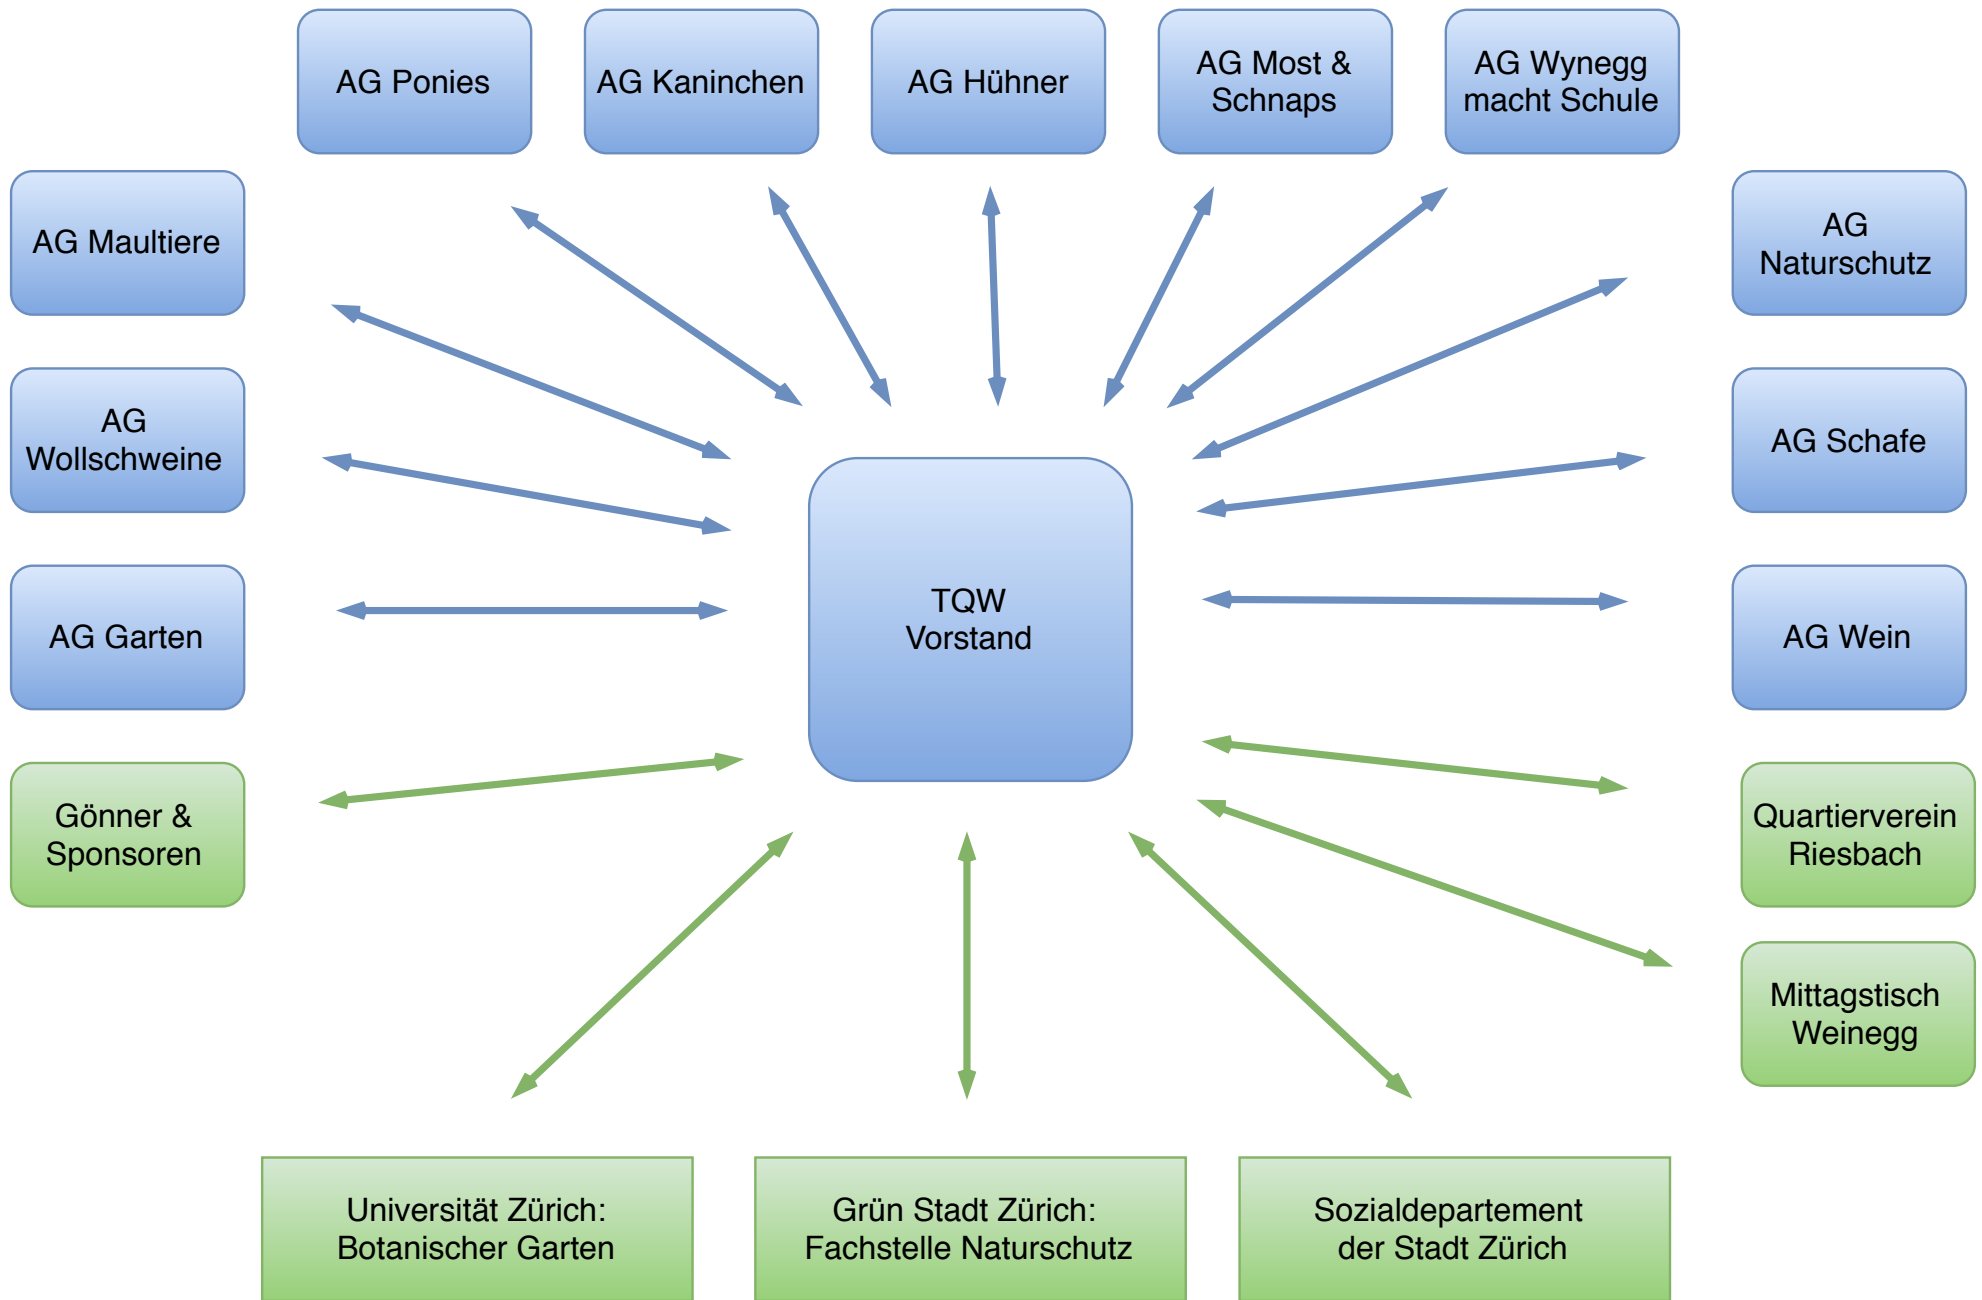 AG Ponies
AG Kaninchen
AG Hühner
AG Most &
Schnaps
AG Wynegg
macht Schule
AG Maultiere
AG
Naturschutz
AG
Wollschweine
AG Schafe
AG Garten
TQW
Vorstand
AG Wein
Gönner &
Sponsoren
Quartierverein
Riesbach
Mittagstisch
Weinegg
Universität Zürich:
Botanischer Garten
Grün Stadt Zürich:
Fachstelle Naturschutz
Sozialdepartement
der Stadt Zürich